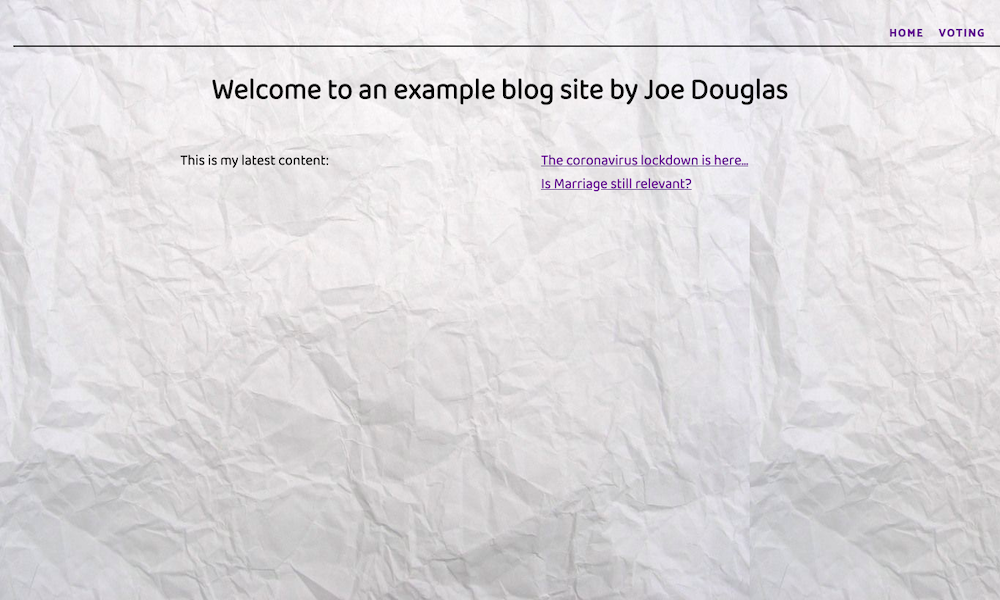 HOME VOTING
Welcome to an example blog site by Joe Douglas
This is my latest content:
The coronavirus lockdown is here...
Is Marriage still relevant?